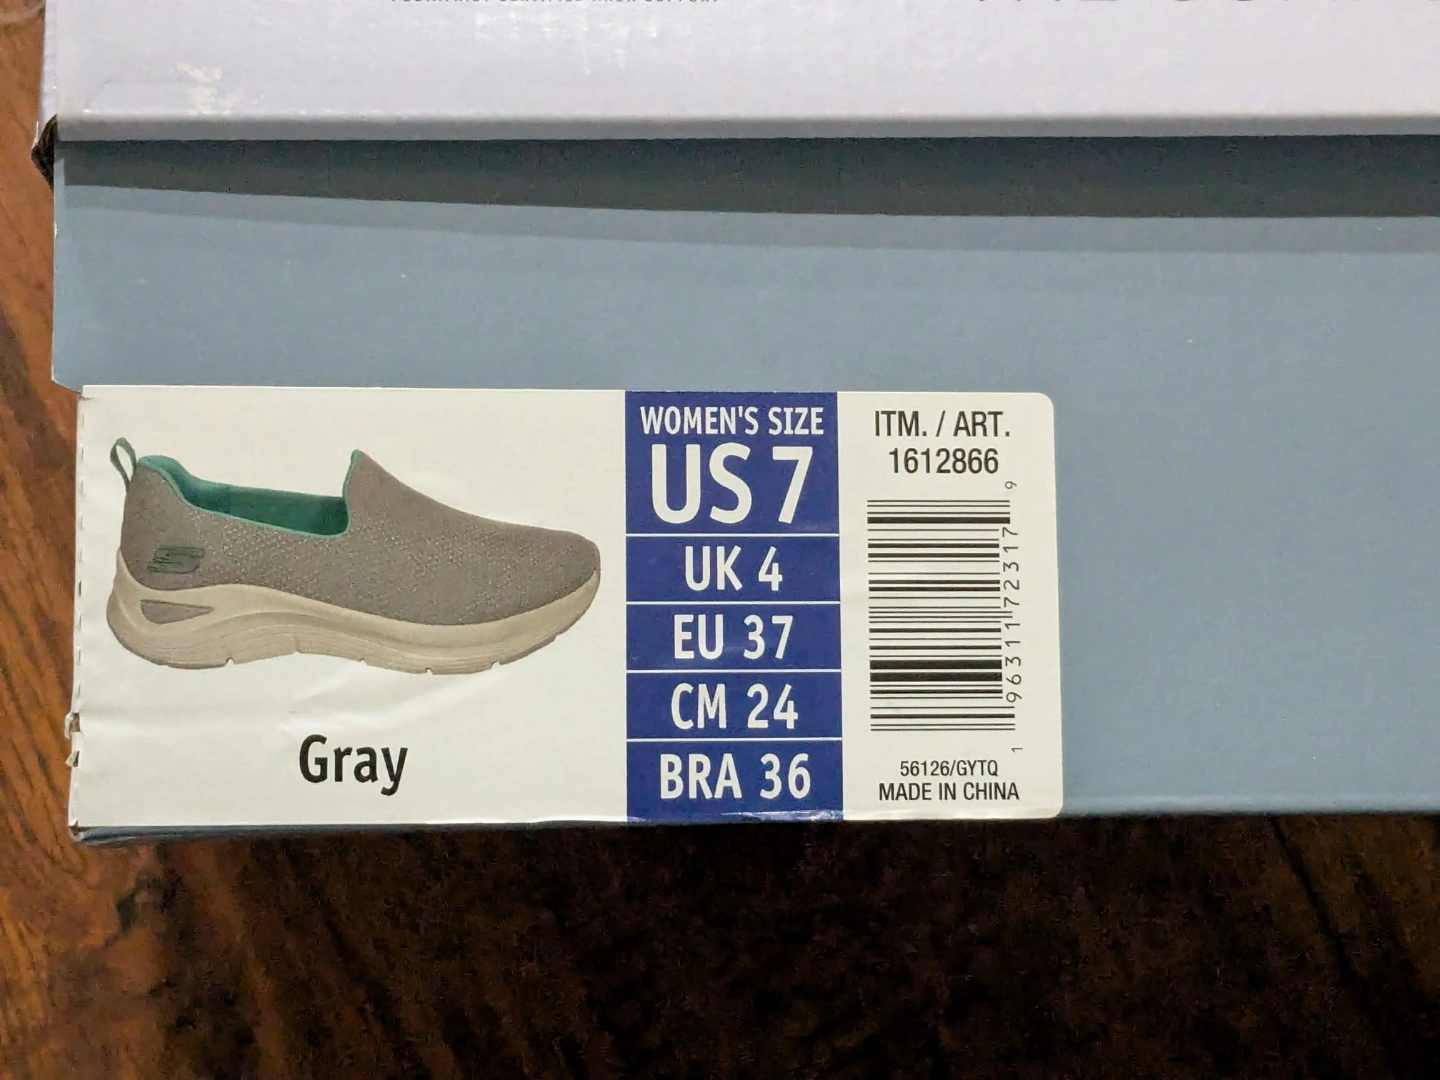 WOMEN'S SIZE
US 7
UK 4
EU 37
CM 24
BRA 36
Gray
ITM. / ART.
1612866
1 96311 72317 9
56126/GYTQ
MADE IN CHINA